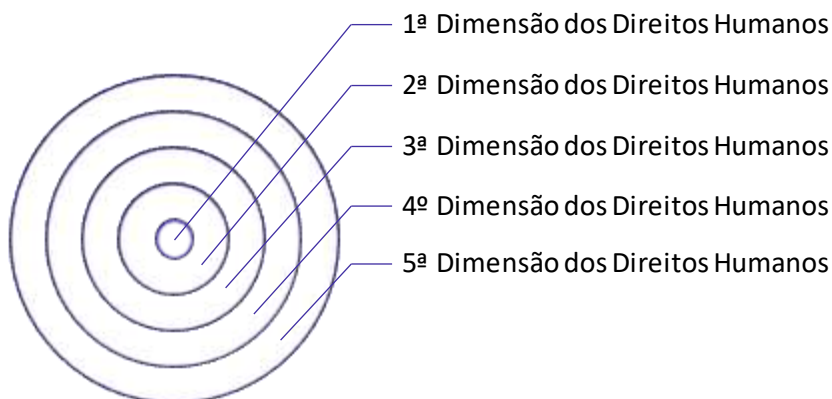 1ª Dimensão dos Direitos Humanos
2ª Dimensão dos Direitos Humanos
3ª Dimensão dos Direitos Humanos
4º Dimensão dos Direitos Humanos
5ª Dimensão dos Direitos Humanos